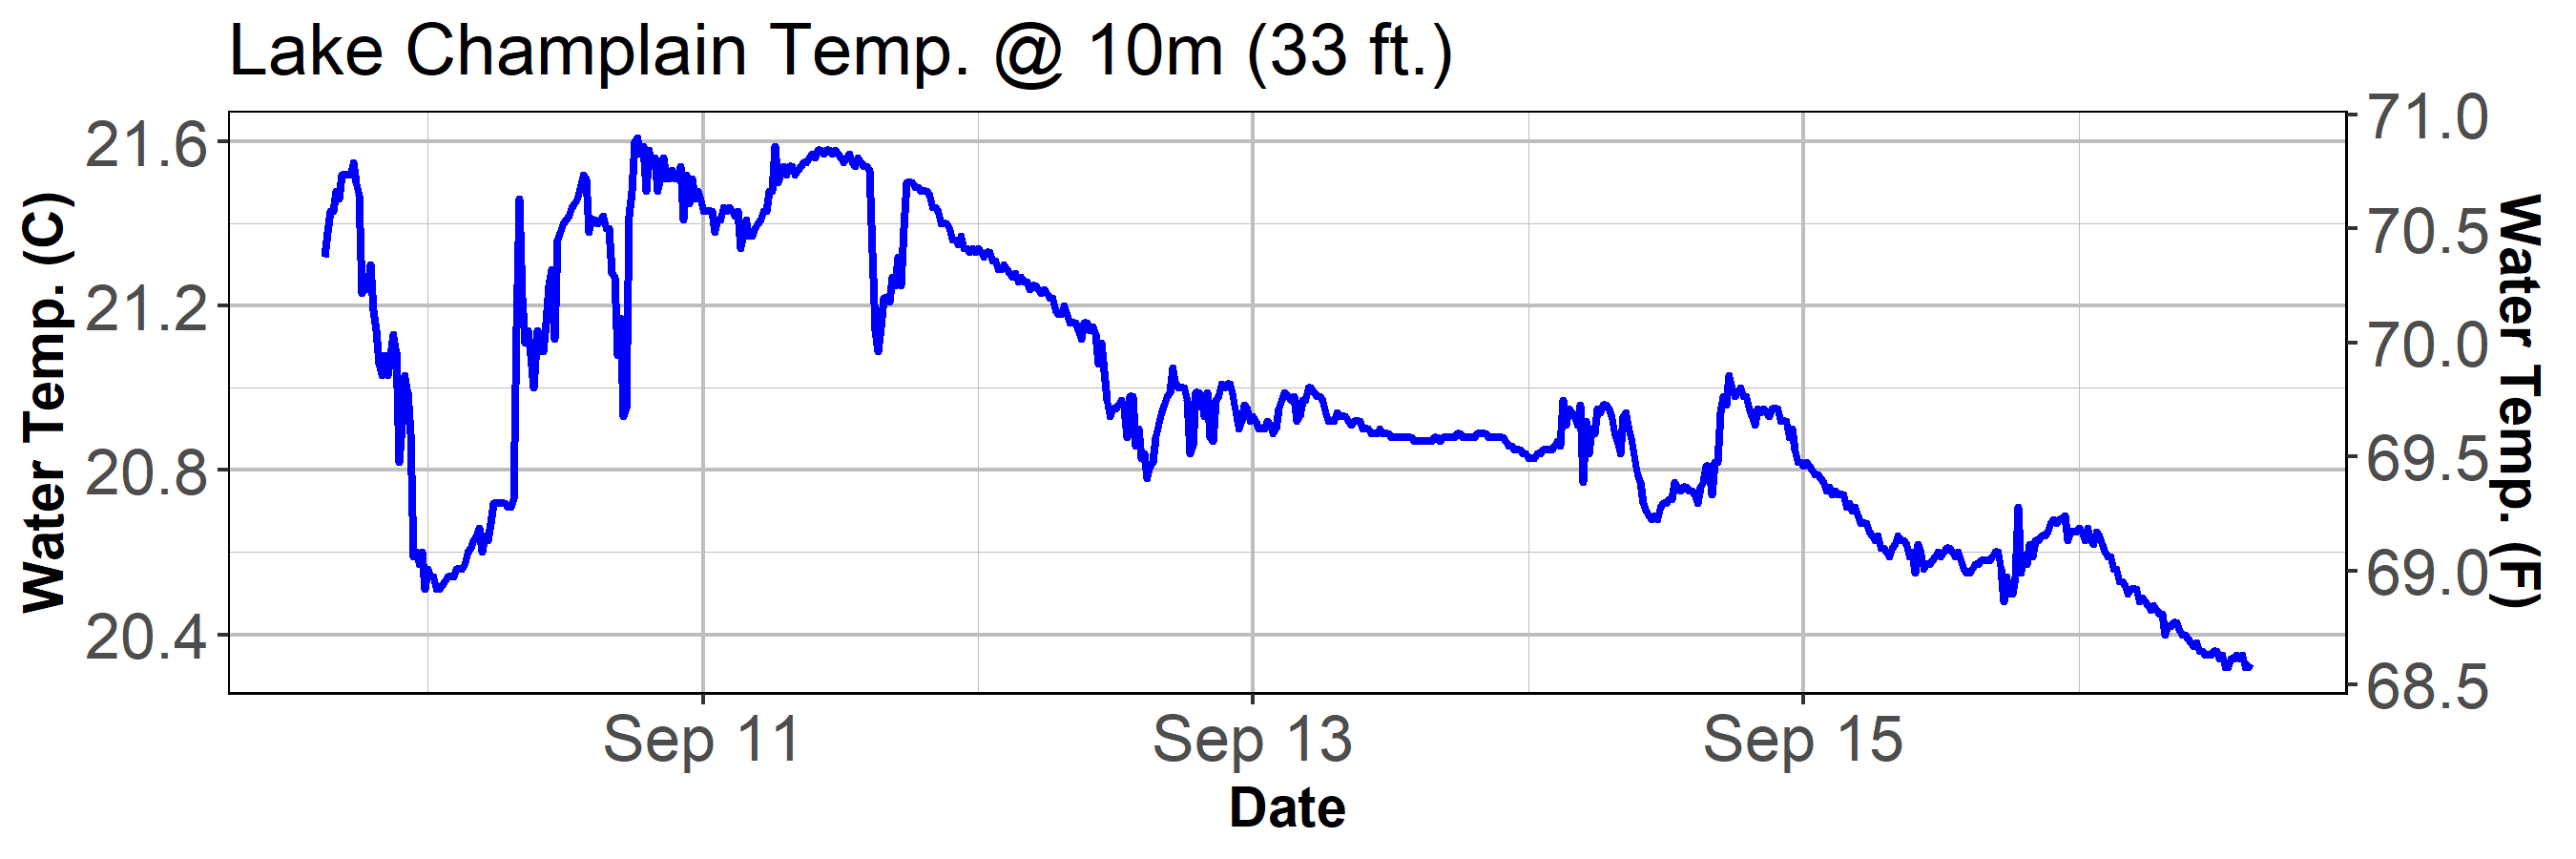 Lake Champlain Temp. @ 10m (33 ft.)
Water Temp. (C)
21.6
21.2
20.8
20.4
71.0
70.5
70.0
69.5
69.0
68.5
Water Temp. (F)
Sep 11
Sep 13
Sep 15
Date